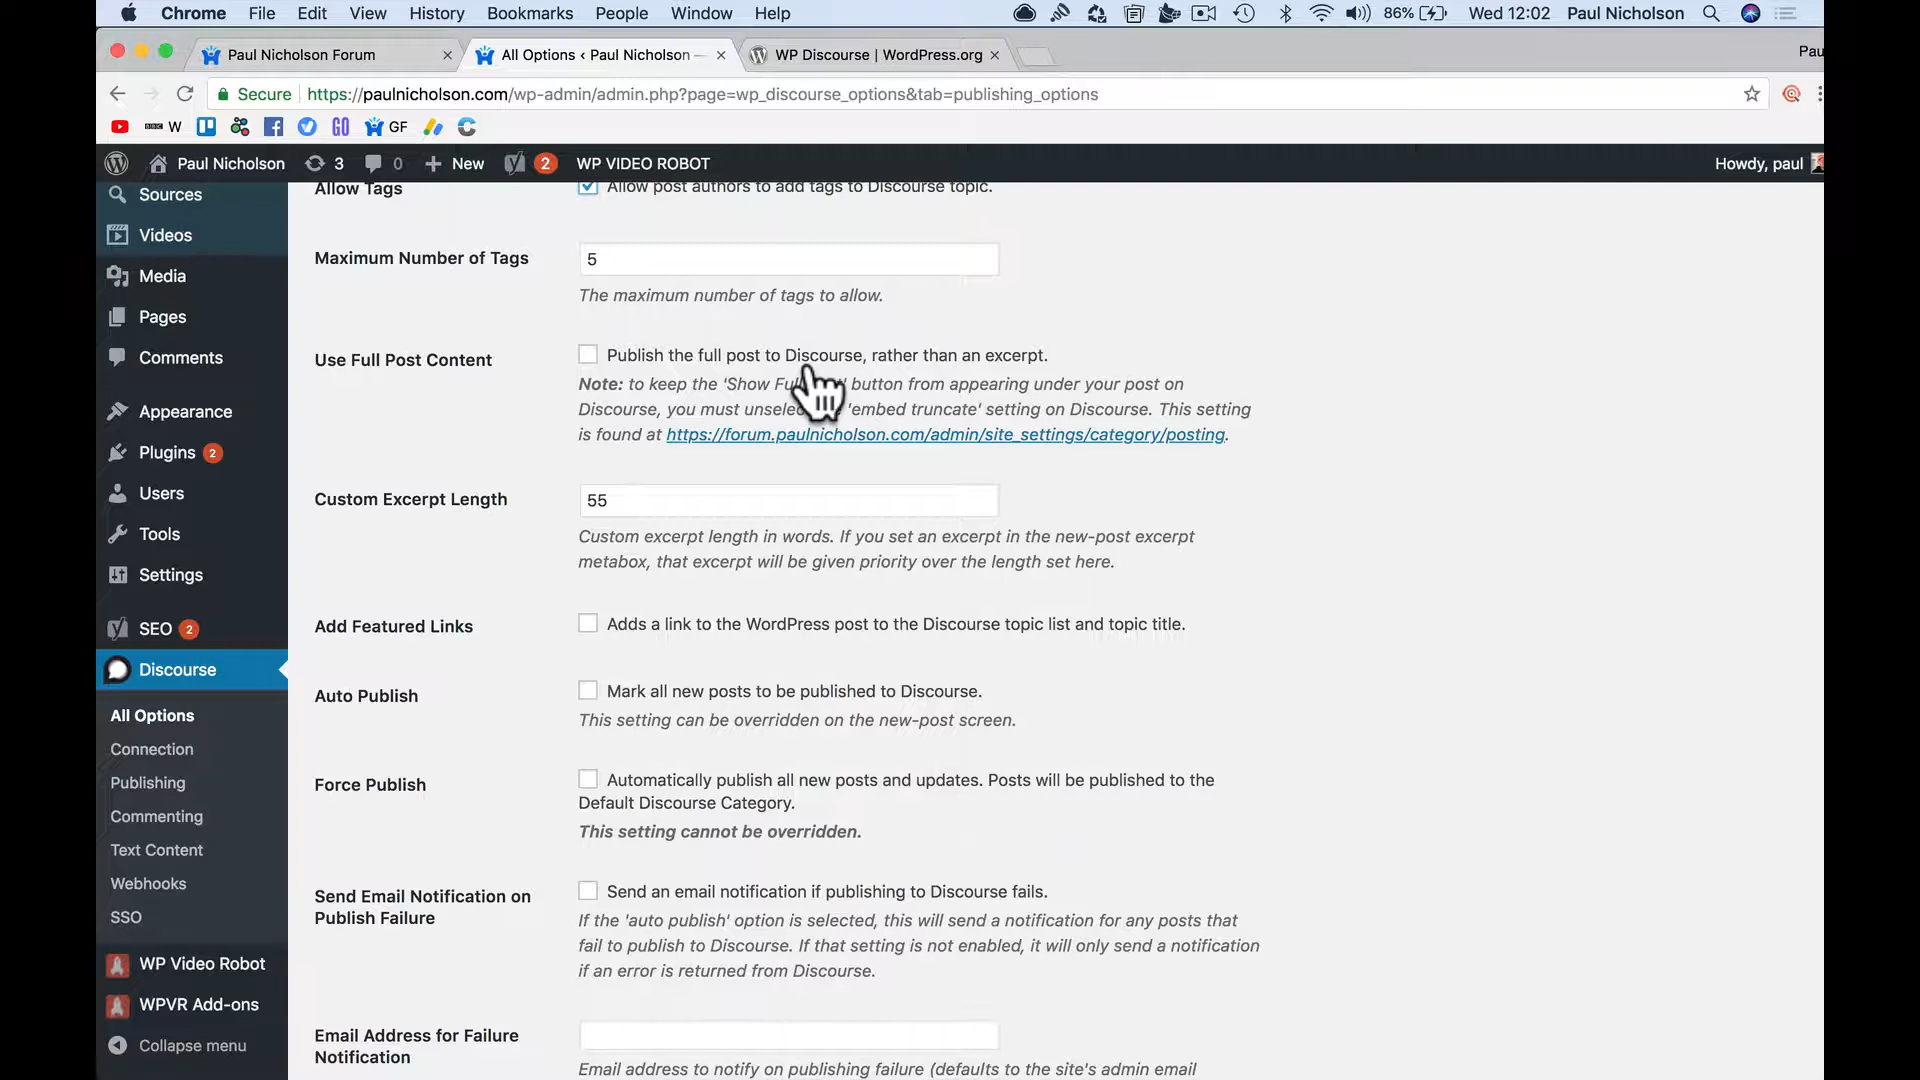 Chrome File Edit View History Bookmarks People Window Help 86% Wed 12:02 Paul Nicholson
Paul Nicholson Forum × All Options ‹ Paul Nicholson — × WP Discourse | WordPress.org × Pau
Secure https://paulnicholson.com/wp-admin/admin.php?page=wp_discourse_options&tab=publishing_options
BBC W GO GF
Paul Nicholson 3 0 + New 2 WP VIDEO ROBOT Howdy, paul
Sources
Videos
Media
Pages
Comments
Appearance
Plugins 2
Users
Tools
Settings
SEO 2
Discourse
All Options
Connection
Publishing
Commenting
Text Content
Webhooks
SSO
WP Video Robot
WPVR Add-ons
Collapse menu
Allow Tags
Allow post authors to add tags to Discourse topic.
Maximum Number of Tags
5
The maximum number of tags to allow.
Use Full Post Content
Publish the full post to Discourse, rather than an excerpt.
Note: to keep the 'Show Ful button from appearing under your post on
Discourse, you must unselec 'embed truncate' setting on Discourse. This setting
is found at https://forum.paulnicholson.com/admin/site_settings/category/posting.
Custom Excerpt Length
55
Custom excerpt length in words. If you set an excerpt in the new-post excerpt
metabox, that excerpt will be given priority over the length set here.
Add Featured Links
Adds a link to the WordPress post to the Discourse topic list and topic title.
Auto Publish
Mark all new posts to be published to Discourse.
This setting can be overridden on the new-post screen.
Force Publish
Automatically publish all new posts and updates. Posts will be published to the
Default Discourse Category.
This setting cannot be overridden.
Send Email Notification on
Publish Failure
Send an email notification if publishing to Discourse fails.
If the 'auto publish' option is selected, this will send a notification for any posts that
fail to publish to Discourse. If that setting is not enabled, it will only send a notification
if an error is returned from Discourse.
Email Address for Failure
Notification
Email address to notify on publishing failure (defaults to the site's admin email